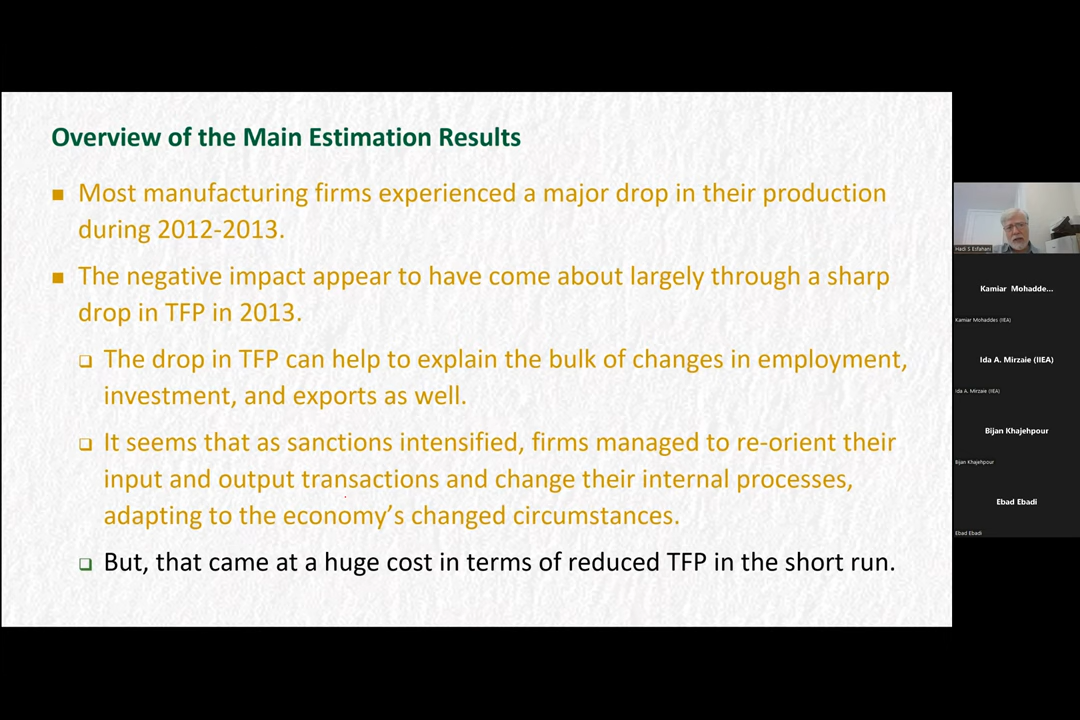 Overview of the Main Estimation Results
■ Most manufacturing firms experienced a major drop in their production
during 2012-2013.
■ The negative impact appear to have come about largely through a sharp
drop in TFP in 2013.
❑ The drop in TFP can help to explain the bulk of changes in employment,
investment, and exports as well.
❑ It seems that as sanctions intensified, firms managed to re-orient their
input and output transactions and change their internal processes,
adapting to the economy's changed circumstances.
❑ But, that came at a huge cost in terms of reduced TFP in the short run.
Hadi S Esfahani
Kamiar Mohadde...
Kamiar Mohaddes (IIEA)
Ida A. Mirzaie (IIEA)
Ida A. Mirzaie (IIEA)
Bijan Khajehpour
Bijan Khajehpour
Ebad Ebadi
Ebad Ebadi